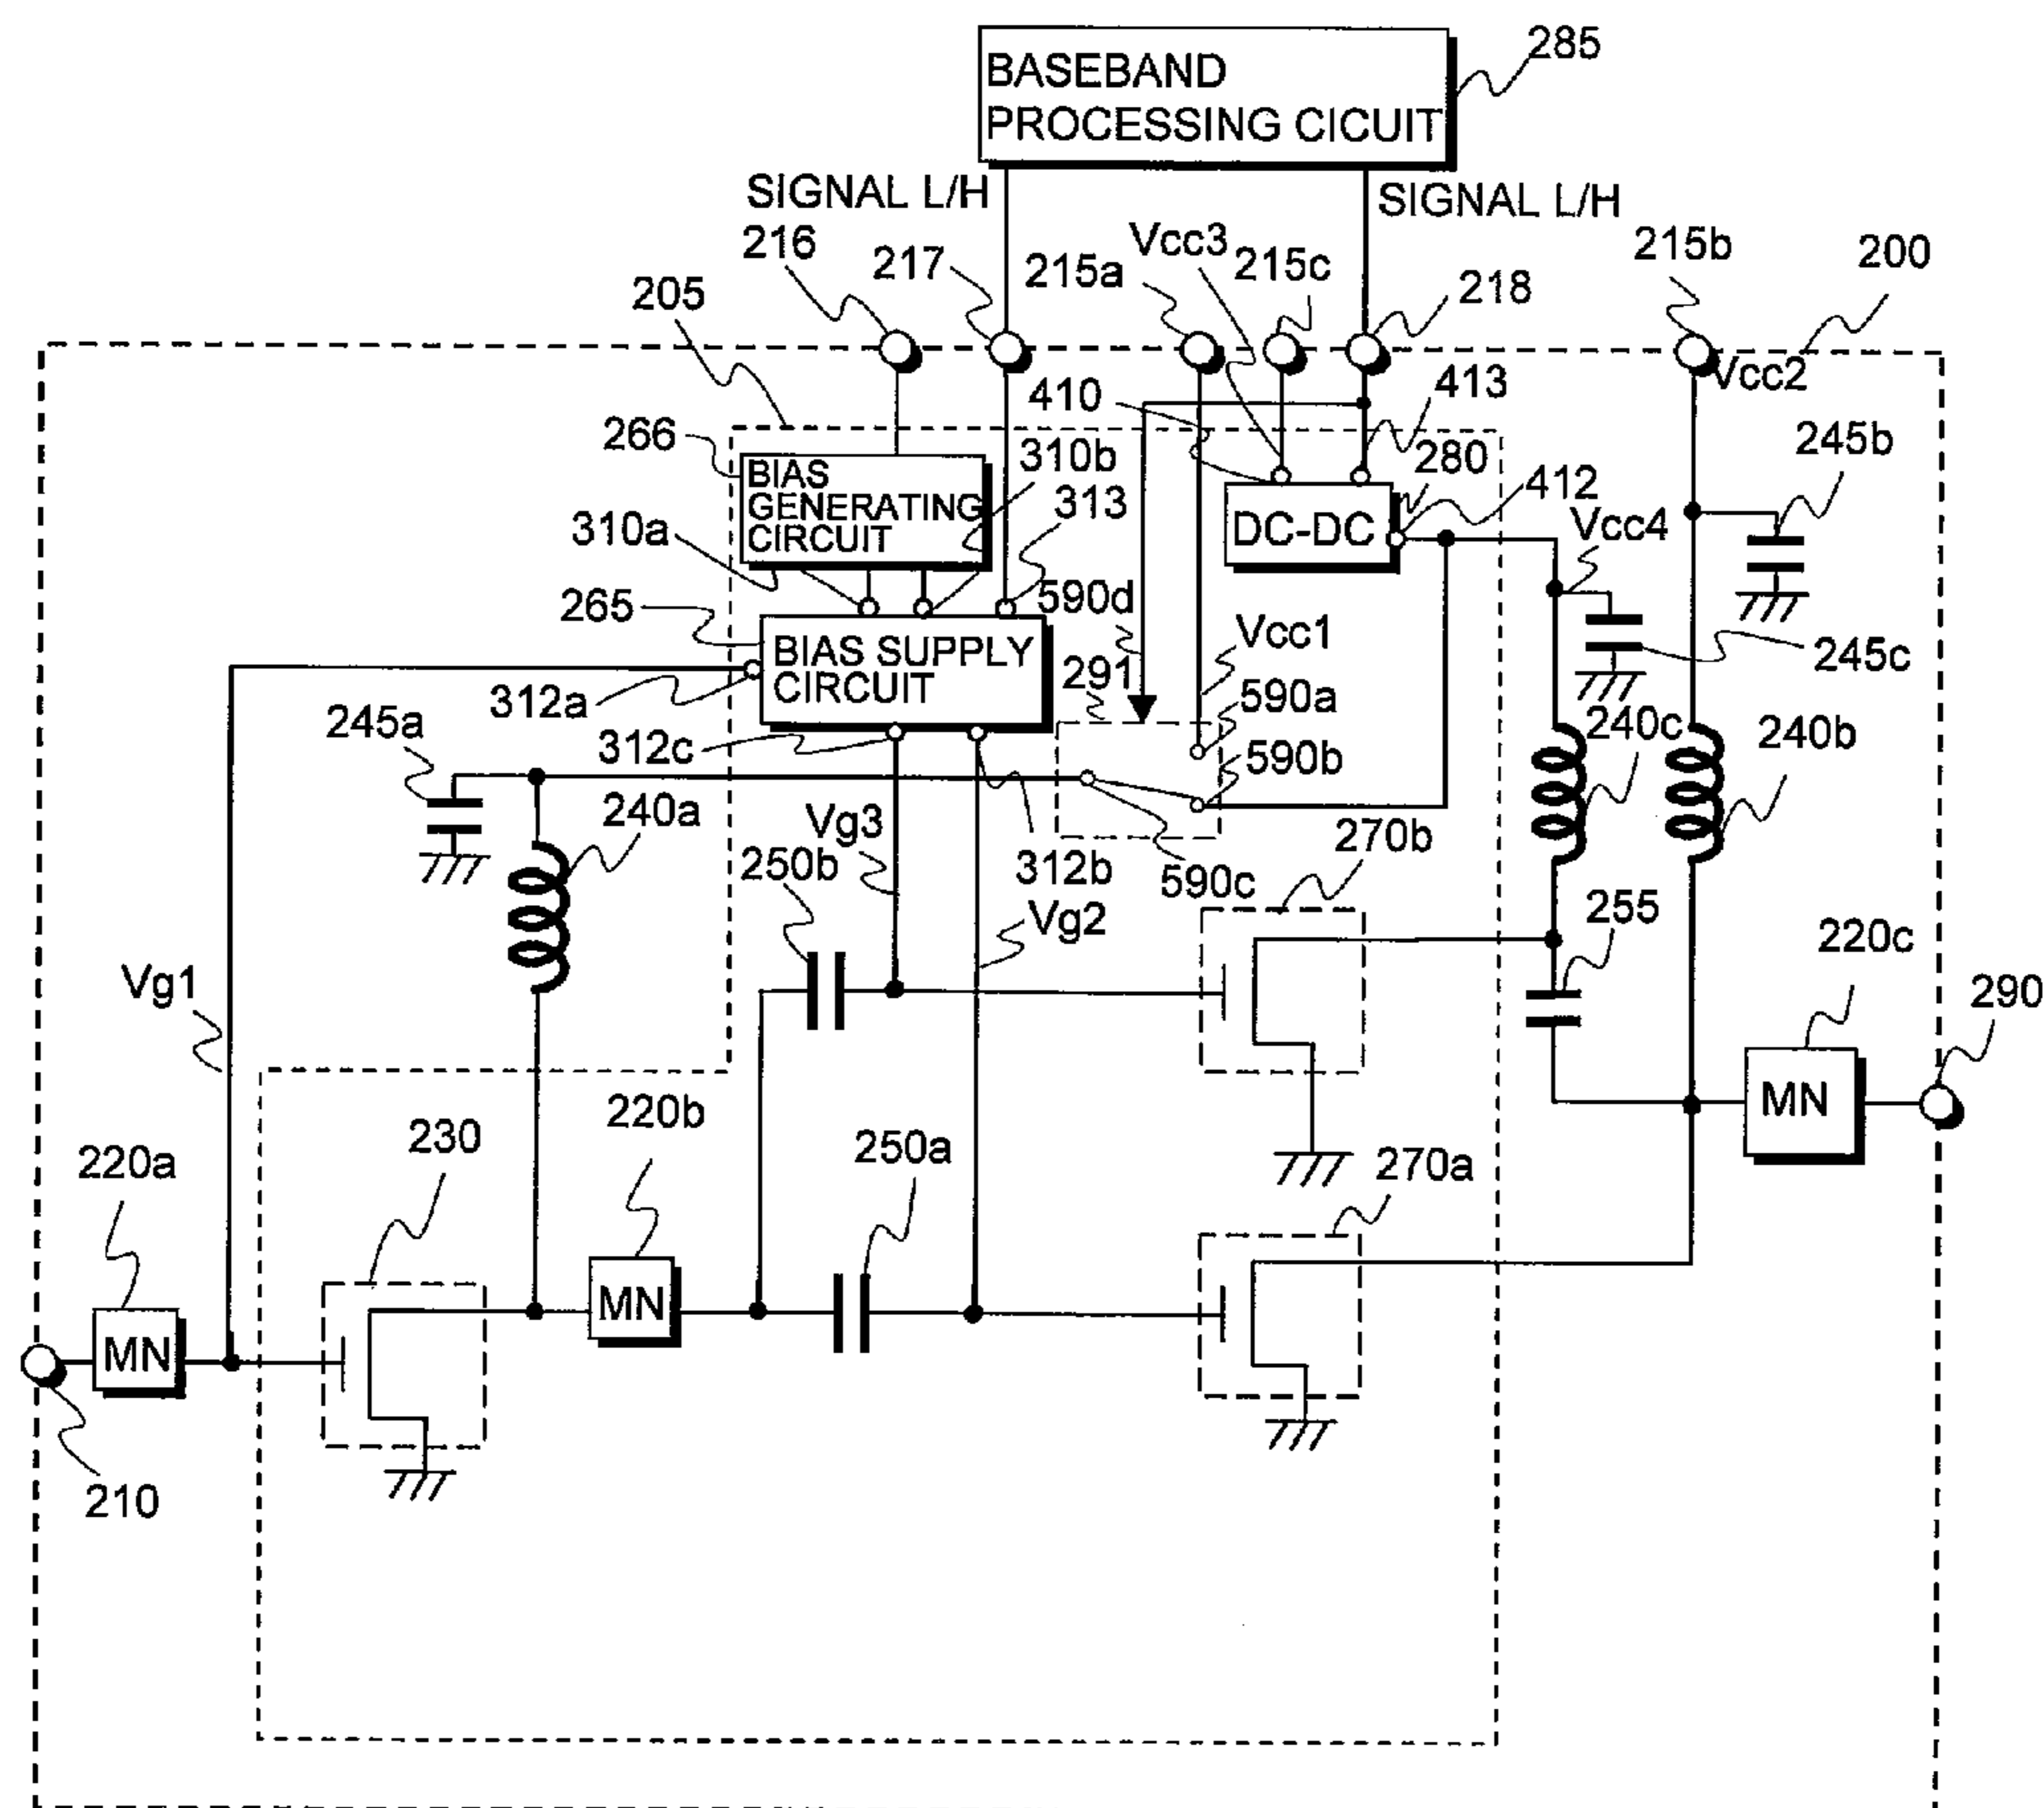 285
BASEBAND
PROCESSING CICUIT
SIGNAL L/H
SIGNAL L/H
216
217
215a
Vcc3
215c
218
215b
200
205
Vcc2
410
413
266
BIAS
GENERATING
CIRCUIT
310b
313
280
412
245b
310a
DC-DC
Vcc4
265
590d
BIAS SUPPLY
CIRCUIT
Vcc1
245c
312a
291
590a
245a
312c
590b
240c
240b
240a
Vg3
250b
312b
590c
270b
Vg2
255
220c
Vg1
290
MN
230
220b
250a
270a
220a
MN
MN
210